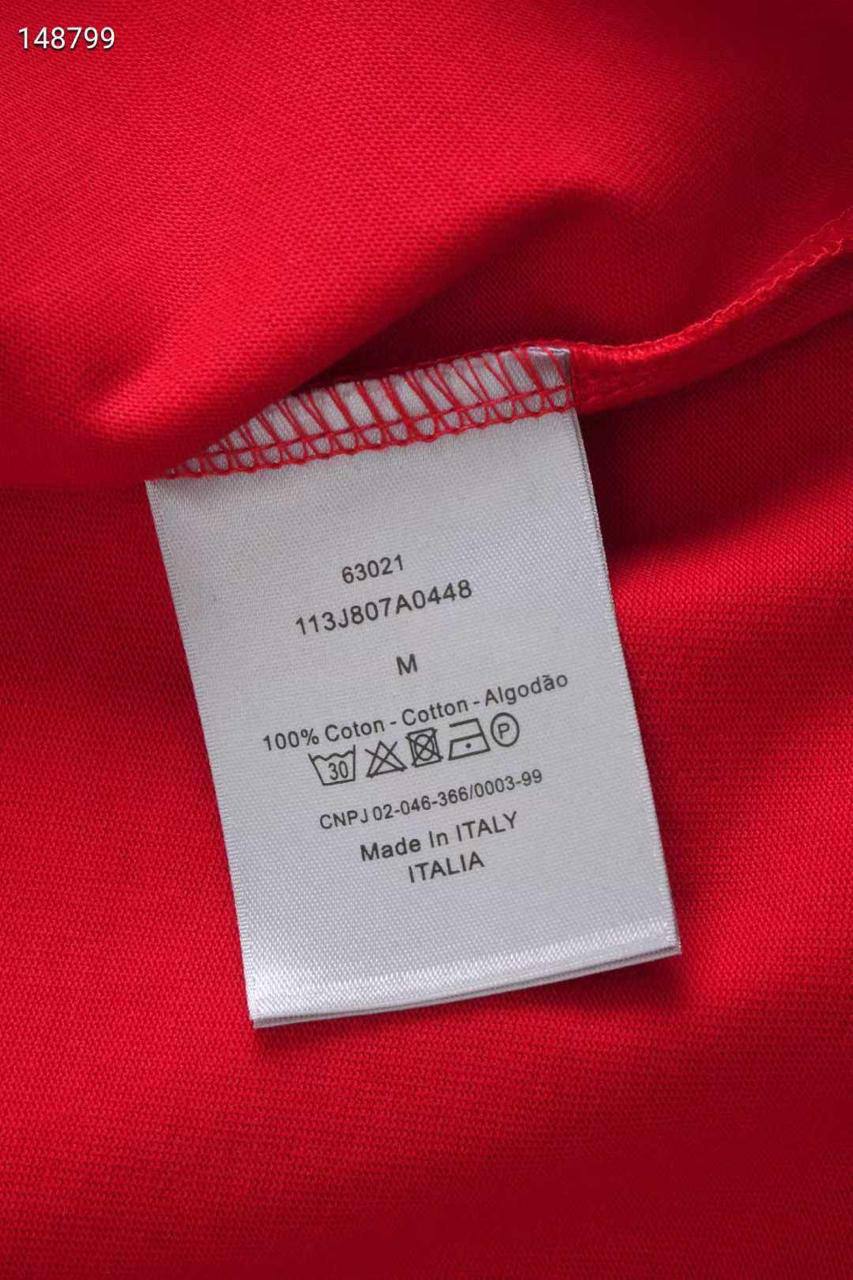 148799
63021
113J807A0448
M
100% Coton - Cotton - Algodão
30 P
CNPJ 02-046-366/0003-99
Made In ITALY
ITALIA